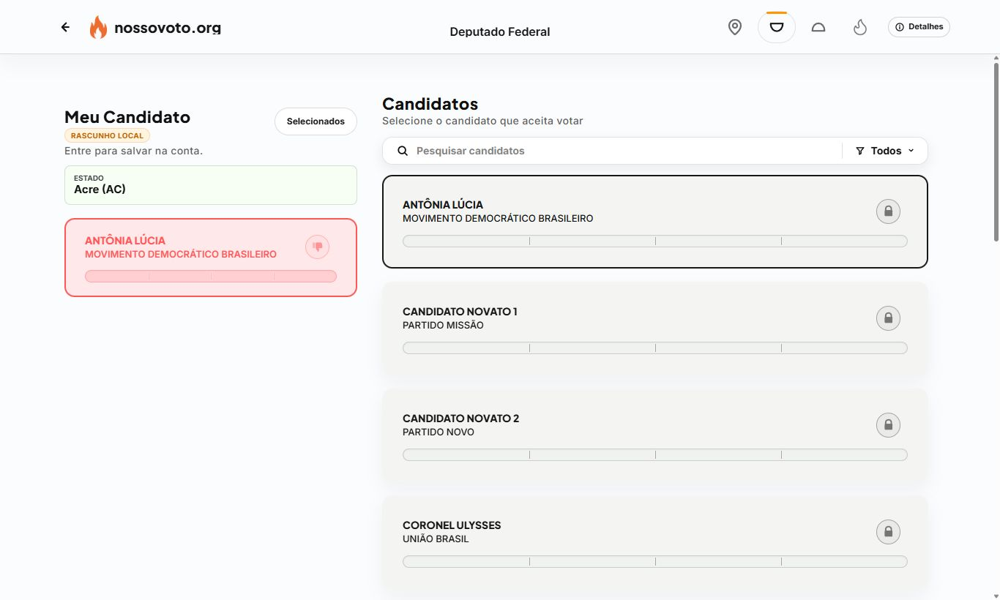 nossovoto.org
Deputado Federal
Detalhes
Meu Candidato
Selecionados
RASCUNHO LOCAL
Entre para salvar na conta.
ESTADO
Acre (AC)
ANTÔNIA LÚCIA
MOVIMENTO DEMOCRÁTICO BRASILEIRO
Candidatos
Selecione o candidato que aceita votar
Pesquisar candidatos
Todos
ANTÔNIA LÚCIA
MOVIMENTO DEMOCRÁTICO BRASILEIRO
CANDIDATO NOVATO 1
PARTIDO MISSÃO
CANDIDATO NOVATO 2
PARTIDO NOVO
CORONEL ULYSSES
UNIÃO BRASIL